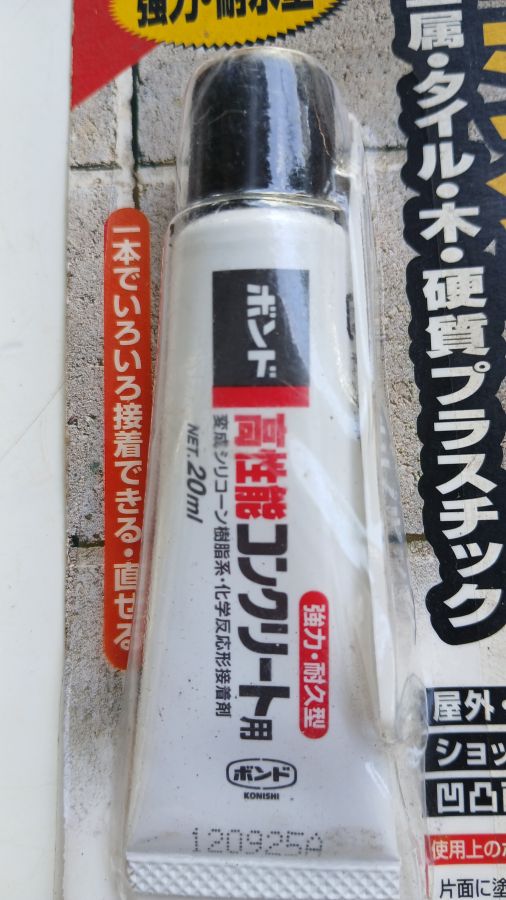 強力・耐水型
金属・タイル・木・硬質プラスチック
一本でいろいろ接着できる・直せる
ボンド
高性能コンクリート用
変成シリコーン樹脂系・化学反応形接着剤
NET.20ml
強力・耐久型
ボンド
KONISHI
120925A
屋外・
ショッ
凹凸
使用上の
片面に塗